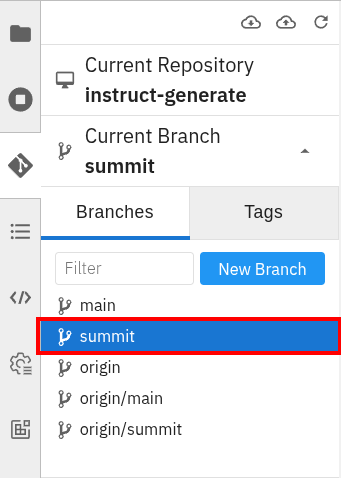 Current Repository
instruct-generate
Current Branch
summit
Branches
Tags
Filter
New Branch
main
summit
origin
origin/main
origin/summit